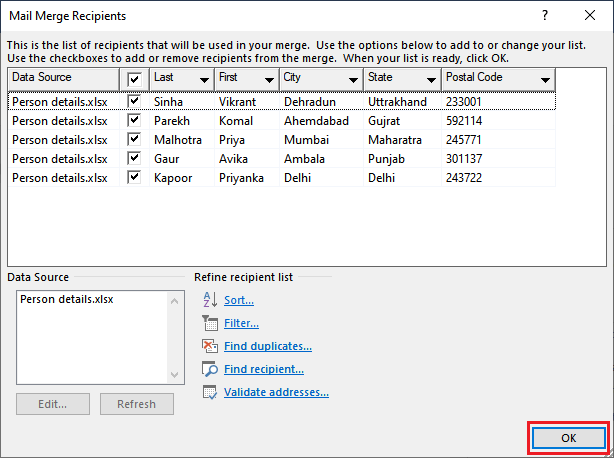 Mail Merge Recipients ? ×
This is the list of recipients that will be used in your merge. Use the options below to add to or change your list.
Use the checkboxes to add or remove recipients from the merge. When your list is ready, click OK.
Data Source Last First City State Postal Code
Person details.xlsx Sinha Vikrant Dehradun Uttrakhand 233001
Person details.xlsx Parekh Komal Ahemdabad Gujrat 592114
Person details.xlsx Malhotra Priya Mumbai Maharatra 245771
Person details.xlsx Gaur Avika Ambala Punjab 301137
Person details.xlsx Kapoor Priyanka Delhi Delhi 243722
Data Source
Person details.xlsx
Edit... Refresh
Refine recipient list
Sort...
Filter...
Find duplicates...
Find recipient...
Validate addresses...
OK